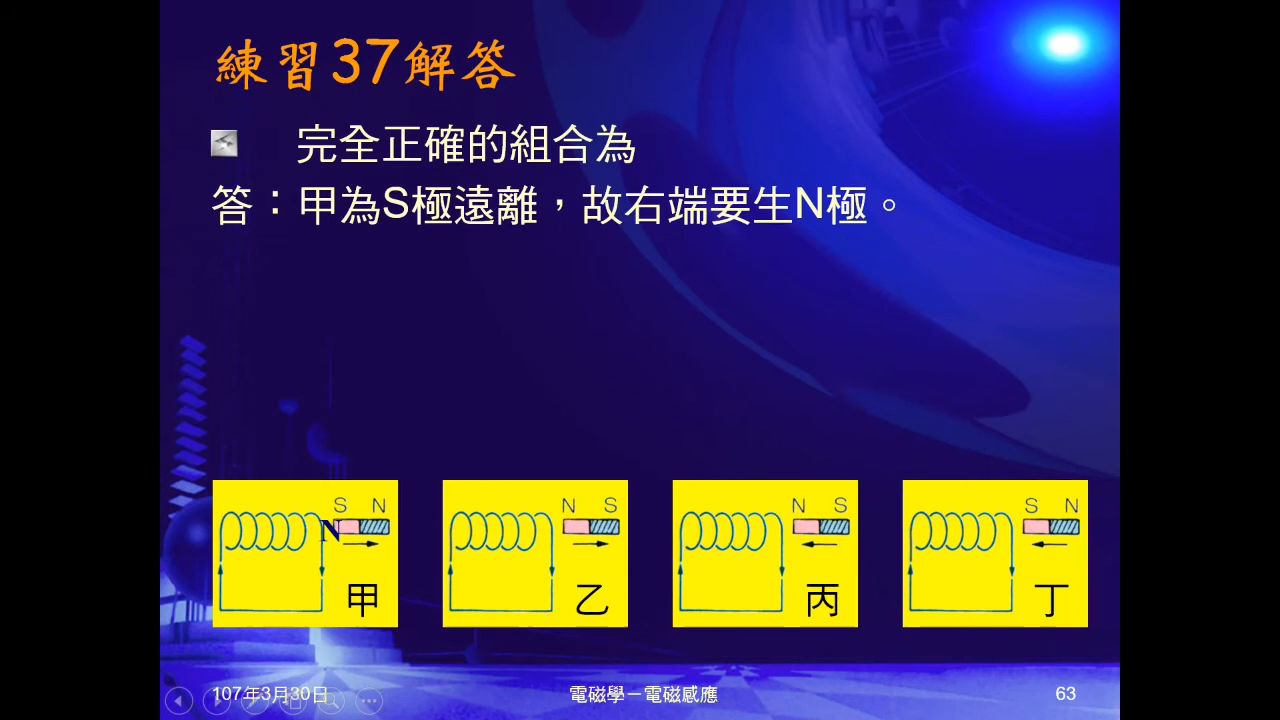 練習37解答
完全正確的組合為
答：甲為S極遠離，故右端要生N極。
S N
N
甲
N S
乙
N S
丙
S N
丁
107年3月30日
電磁學－電磁感應
63